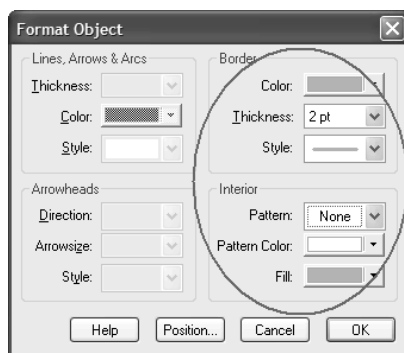 Format Object
Lines, Arrows & Arcs
Thickness:
Color:
Style:
Border
Color:
Thickness: 2 pt
Style:
Arrowheads
Direction:
Arrowsize:
Style:
Interior
Pattern: None
Pattern Color:
Fill:
Help Position... Cancel OK